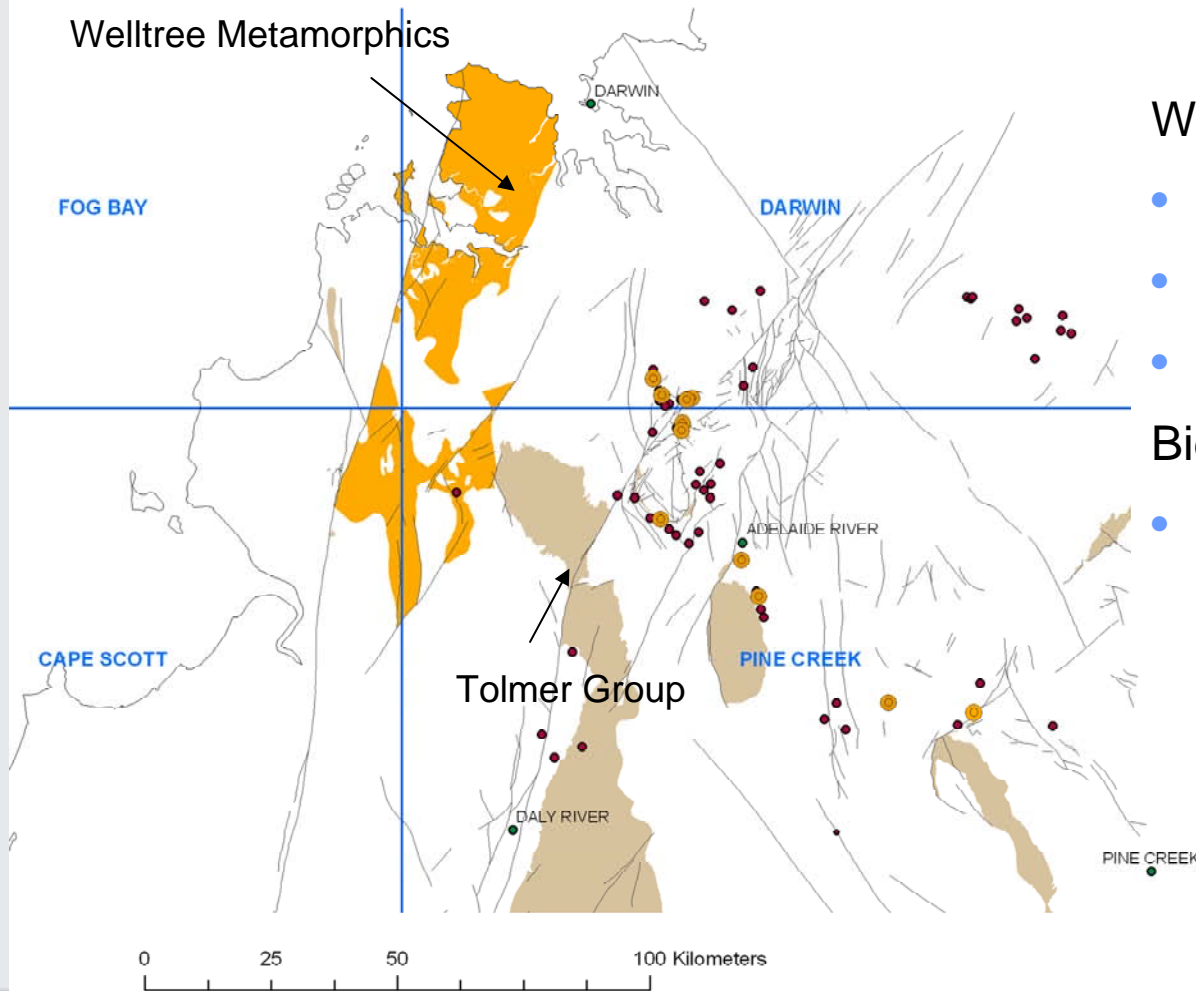 Welltree Metamorphics
DARWIN
W
FOG BAY
DARWIN
Bi
ADELAIDE RIVER
CAPE SCOTT
PINE CREEK
Tolmer Group
DALY RIVER
PINE CREEK
0 25 50 100 Kilometers